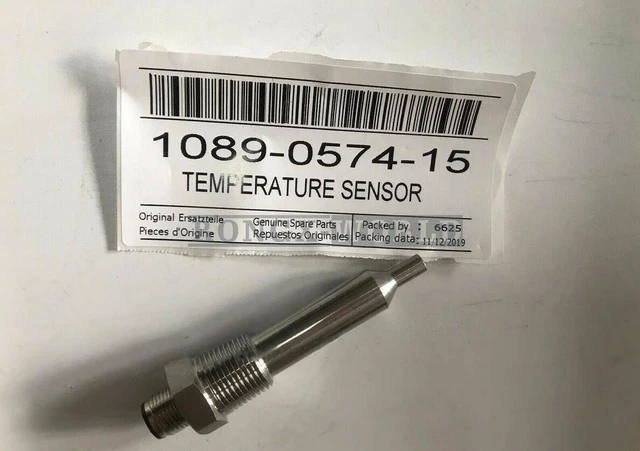 1089-0574-15
TEMPERATURE SENSOR
Original Ersatzteile Genuine Spare Parts Packed by : 6625
Pieces d'Origine Repuestos Originales Packing data: 11/12/2019